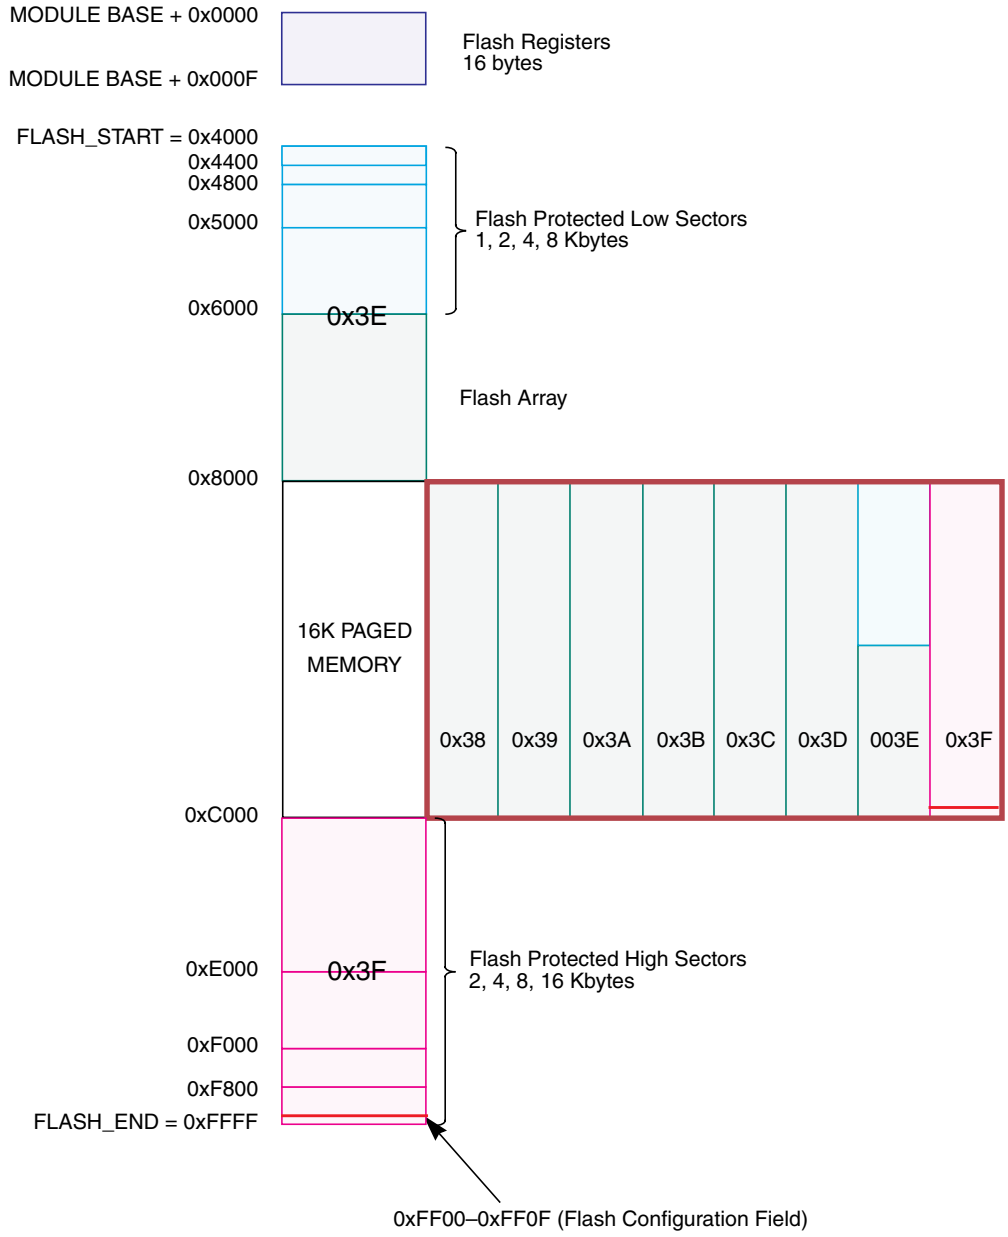 MODULE BASE + 0x0000
Flash Registers
16 bytes
MODULE BASE + 0x000F
FLASH_START = 0x4000
0x4400
0x4800
0x5000
Flash Protected Low Sectors
1, 2, 4, 8 Kbytes
0x6000
0x3E
Flash Array
0x8000
16K PAGED
MEMORY
0x38 0x39 0x3A 0x3B 0x3C 0x3D 003E 0x3F
0xC000
Flash Protected High Sectors
2, 4, 8, 16 Kbytes
0xE000
0x3F
0xF000
0xF800
FLASH_END = 0xFFFF
0xFF00–0xFF0F (Flash Configuration Field)